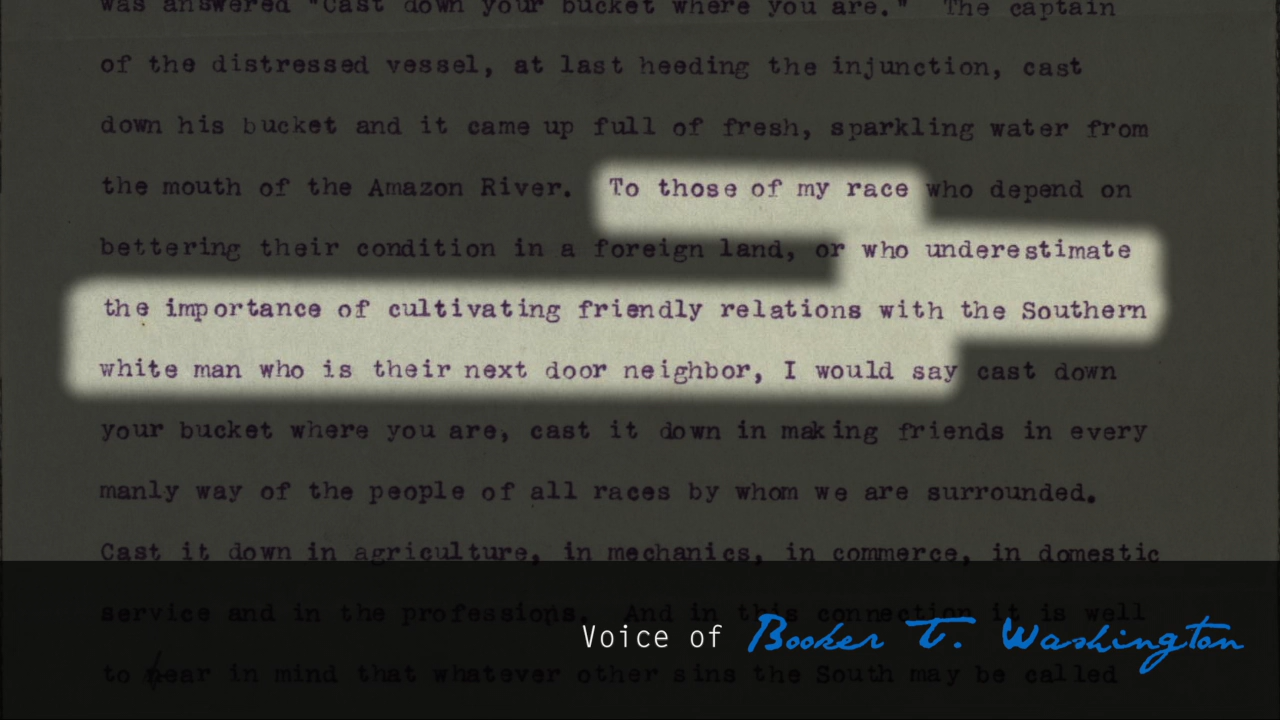 was answered "Cast down your bucket where you are." The captain
of the distressed vessel, at last heeding the injunction, cast
down his bucket and it came up full of fresh, sparkling water from
the mouth of the Amazon River. To those of my race who depend on
bettering their condition in a foreign land, or who underestimate
the importance of cultivating friendly relations with the Southern
white man who is their next door neighbor, I would say cast down
your bucket where you are, cast it down in making friends in every
manly way of the people of all races by whom we are surrounded.
Cast it down in agriculture, in mechanics, in commerce, in domestic
service and in the professions. And in this connection it is well
Voice of Booker T. Washington
to bear in mind that whatever other sins the South may be called